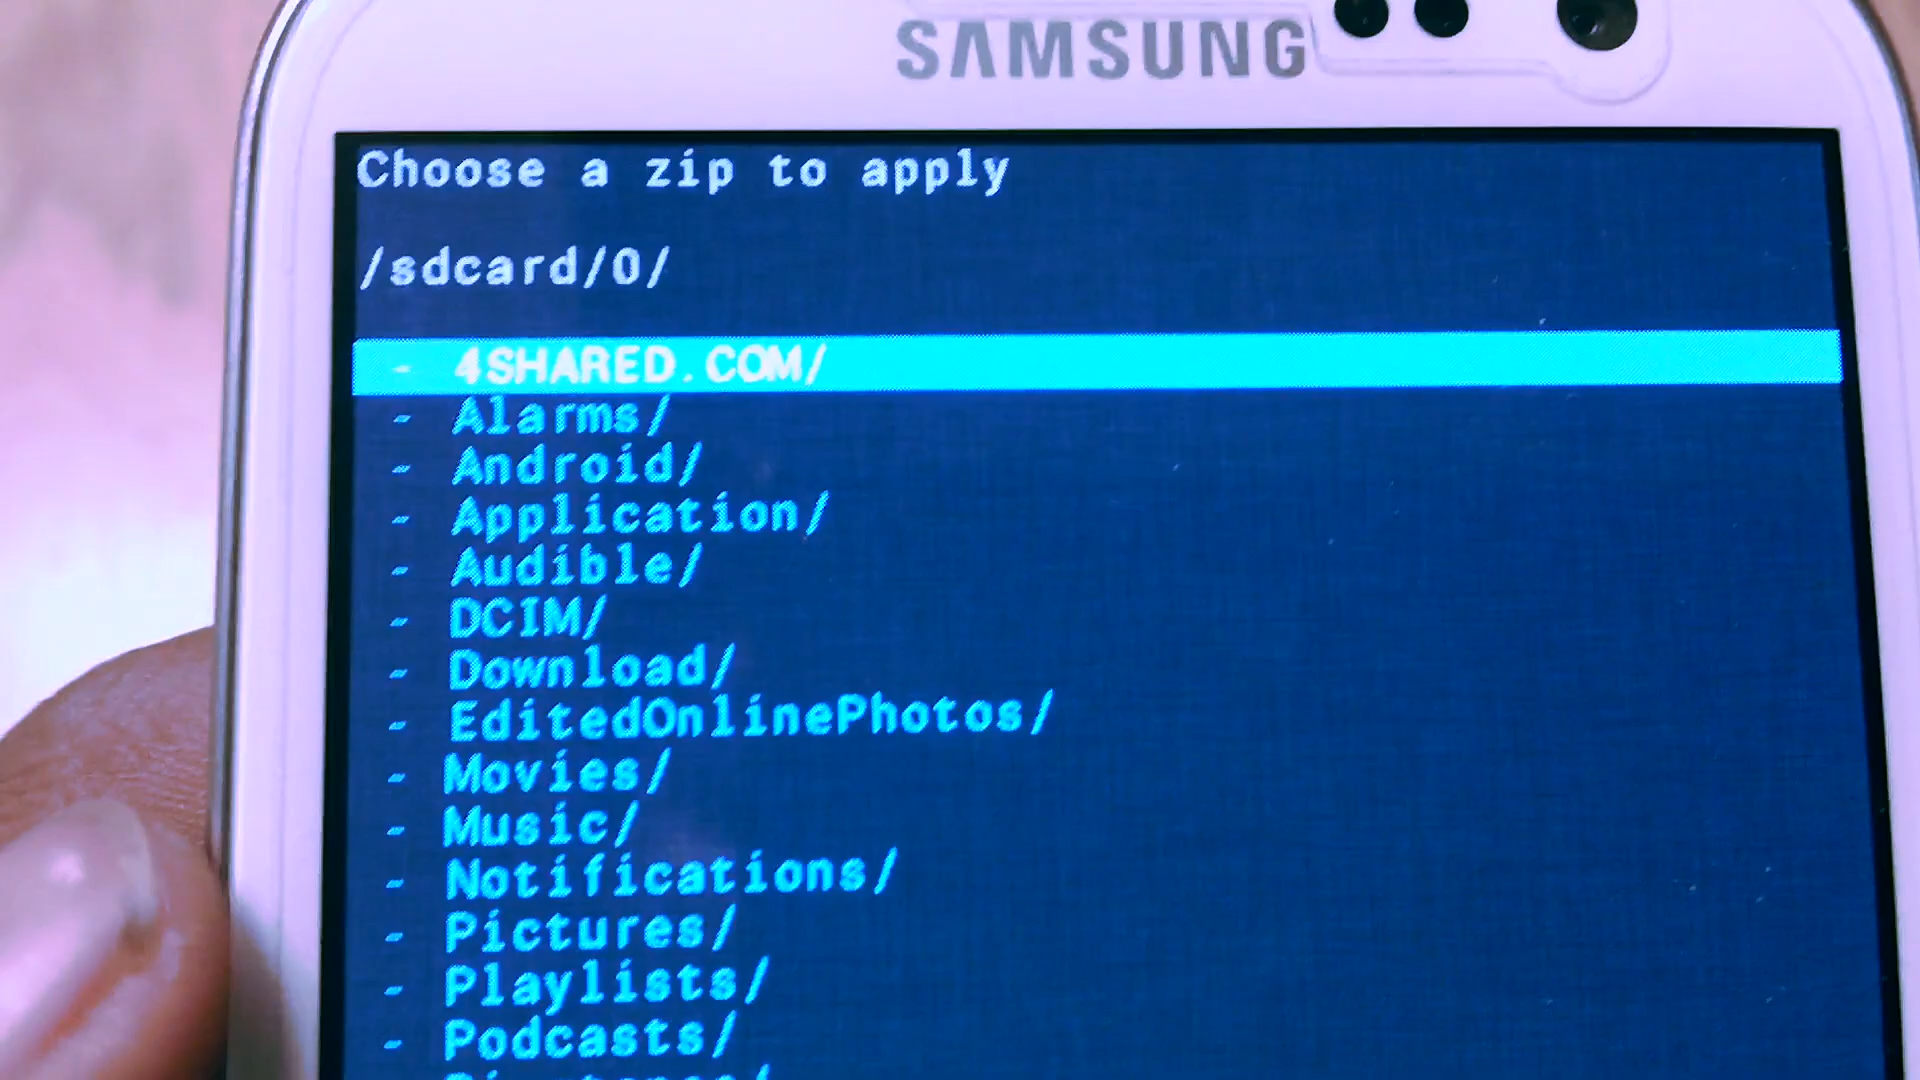 SAMSUNG
Choose a zip to apply
/sdcard/0/
- 4SHARED.COM/
- Alarms/
- Android/
- Application/
- Audible/
- DCIM/
- Download/
- EditedOnlinePhotos/
- Movies/
- Music/
- Notifications/
- Pictures/
- Playlists/
- Podcasts/